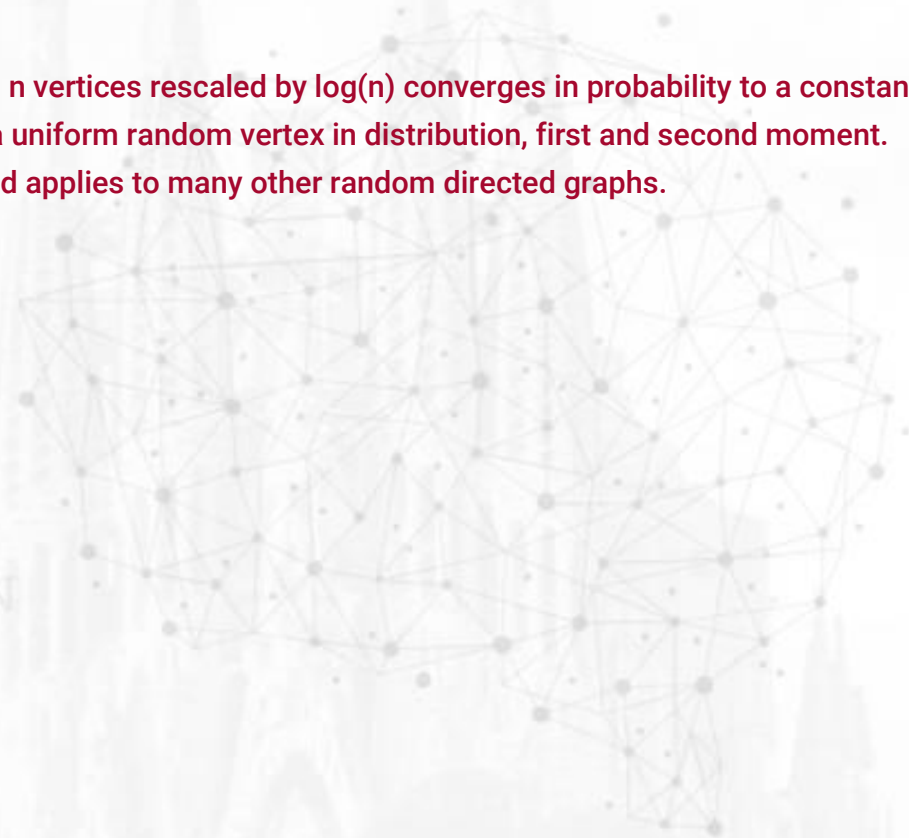 n vertices rescaled by log(n) converges in probability to a constan
a uniform random vertex in distribution, first and second moment.
d applies to many other random directed graphs.